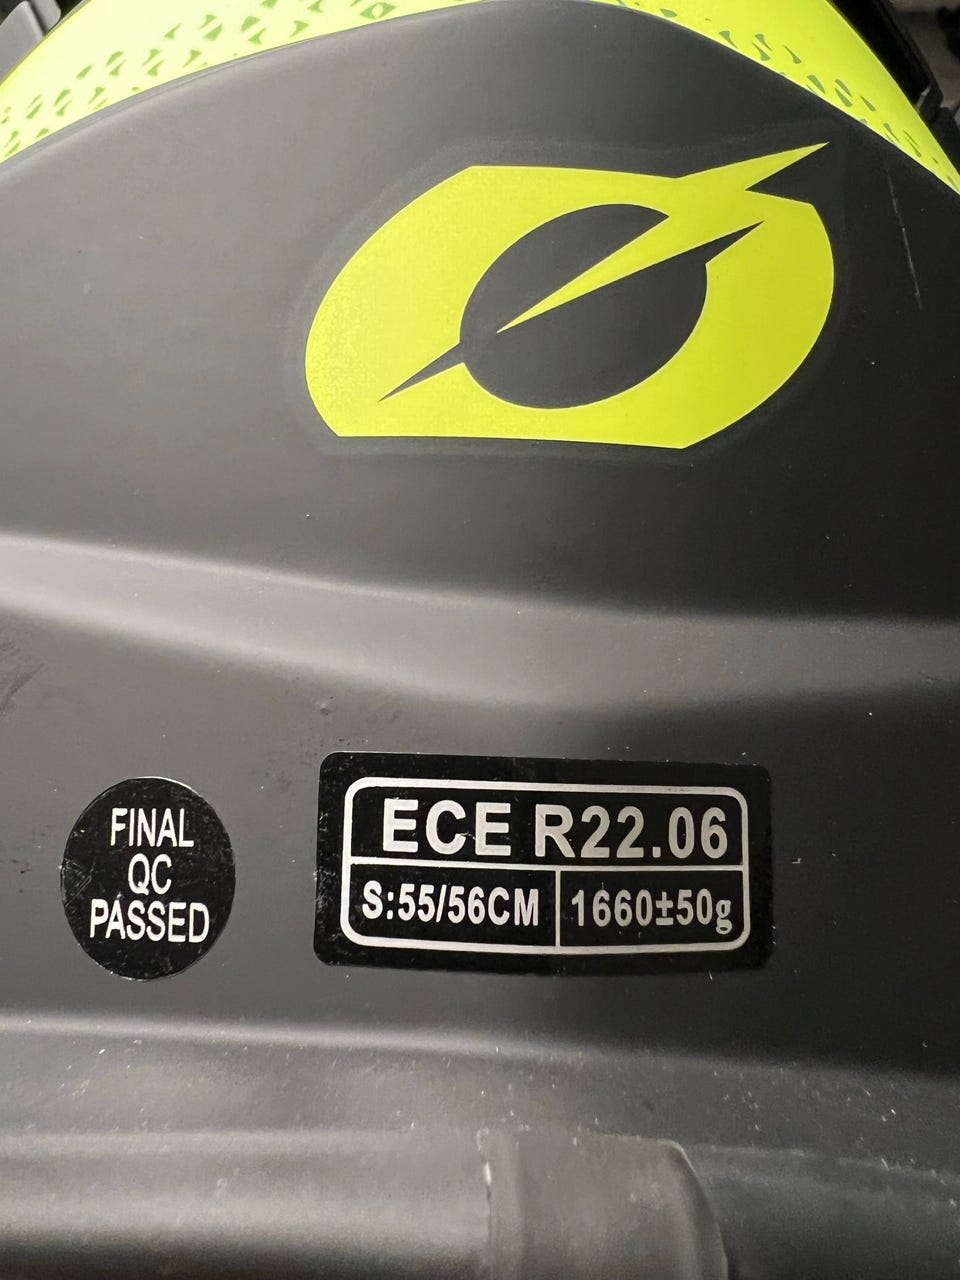 FINAL
QC
PASSED
ECE R22.06
S:55/56CM 1660±50g